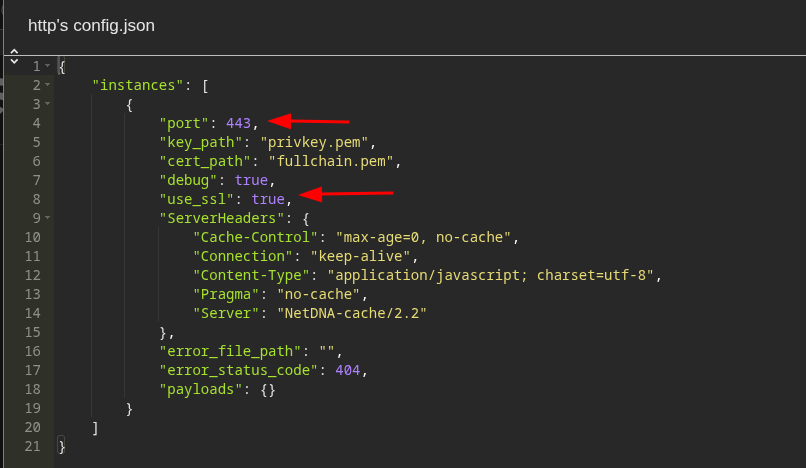 http's config.json
1 {
2 "instances": [
3 {
4 "port": 443,
5 "key_path": "privkey.pem",
6 "cert_path": "fullchain.pem",
7 "debug": true,
8 "use_ssl": true,
9 "ServerHeaders": {
10 "Cache-Control": "max-age=0, no-cache",
11 "Connection": "keep-alive",
12 "Content-Type": "application/javascript; charset=utf-8",
13 "Pragma": "no-cache",
14 "Server": "NetDNA-cache/2.2"
15 },
16 "error_file_path": "",
17 "error_status_code": 404,
18 "payloads": {}
19 }
20 ]
21 }